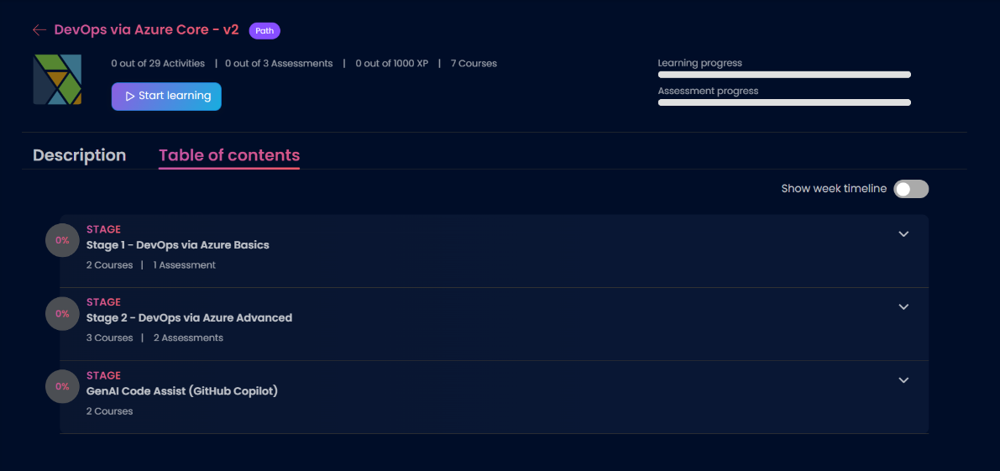 DevOps via Azure Core - v2 Path
0 out of 29 Activities | 0 out of 3 Assessments | 0 out of 1000 XP | 7 Courses
Start learning
Learning progress
Assessment progress
Description Table of contents
Show week timeline
0%
STAGE
Stage 1 - DevOps via Azure Basics
2 Courses | 1 Assessment
0%
STAGE
Stage 2 - DevOps via Azure Advanced
3 Courses | 2 Assessments
0%
STAGE
GenAI Code Assist (GitHub Copilot)
2 Courses